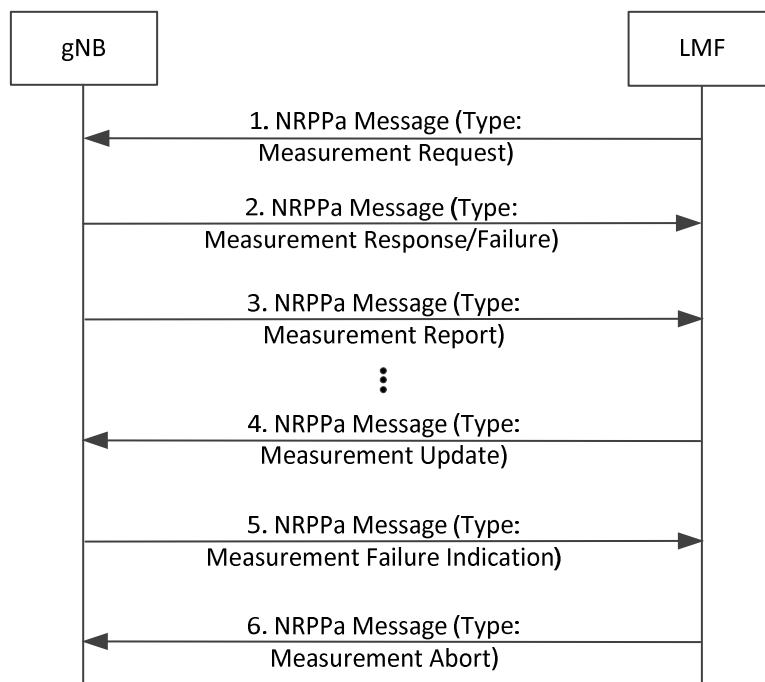 gNB
LMF
1. NRPPa Message (Type:
Measurement Request)
2. NRPPa Message (Type:
Measurement Response/Failure)
3. NRPPa Message (Type:
Measurement Report)
4. NRPPa Message (Type:
Measurement Update)
5. NRPPa Message (Type:
Measurement Failure Indication)
6. NRPPa Message (Type:
Measurement Abort)